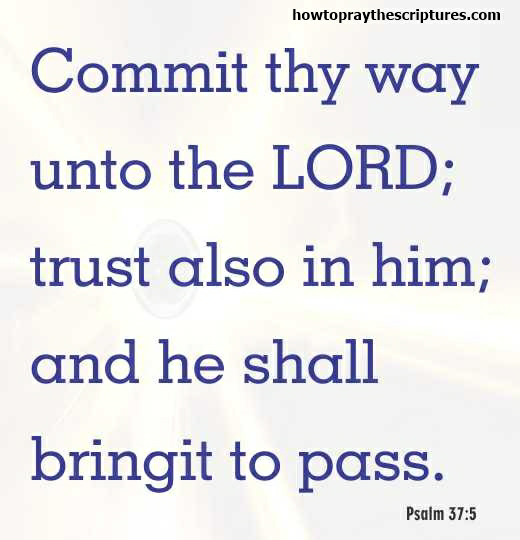 howtopraythescriptures.com
Commit thy way
unto the LORD;
trust also in him;
and he shall
bringit to pass.
Psalm 37:5